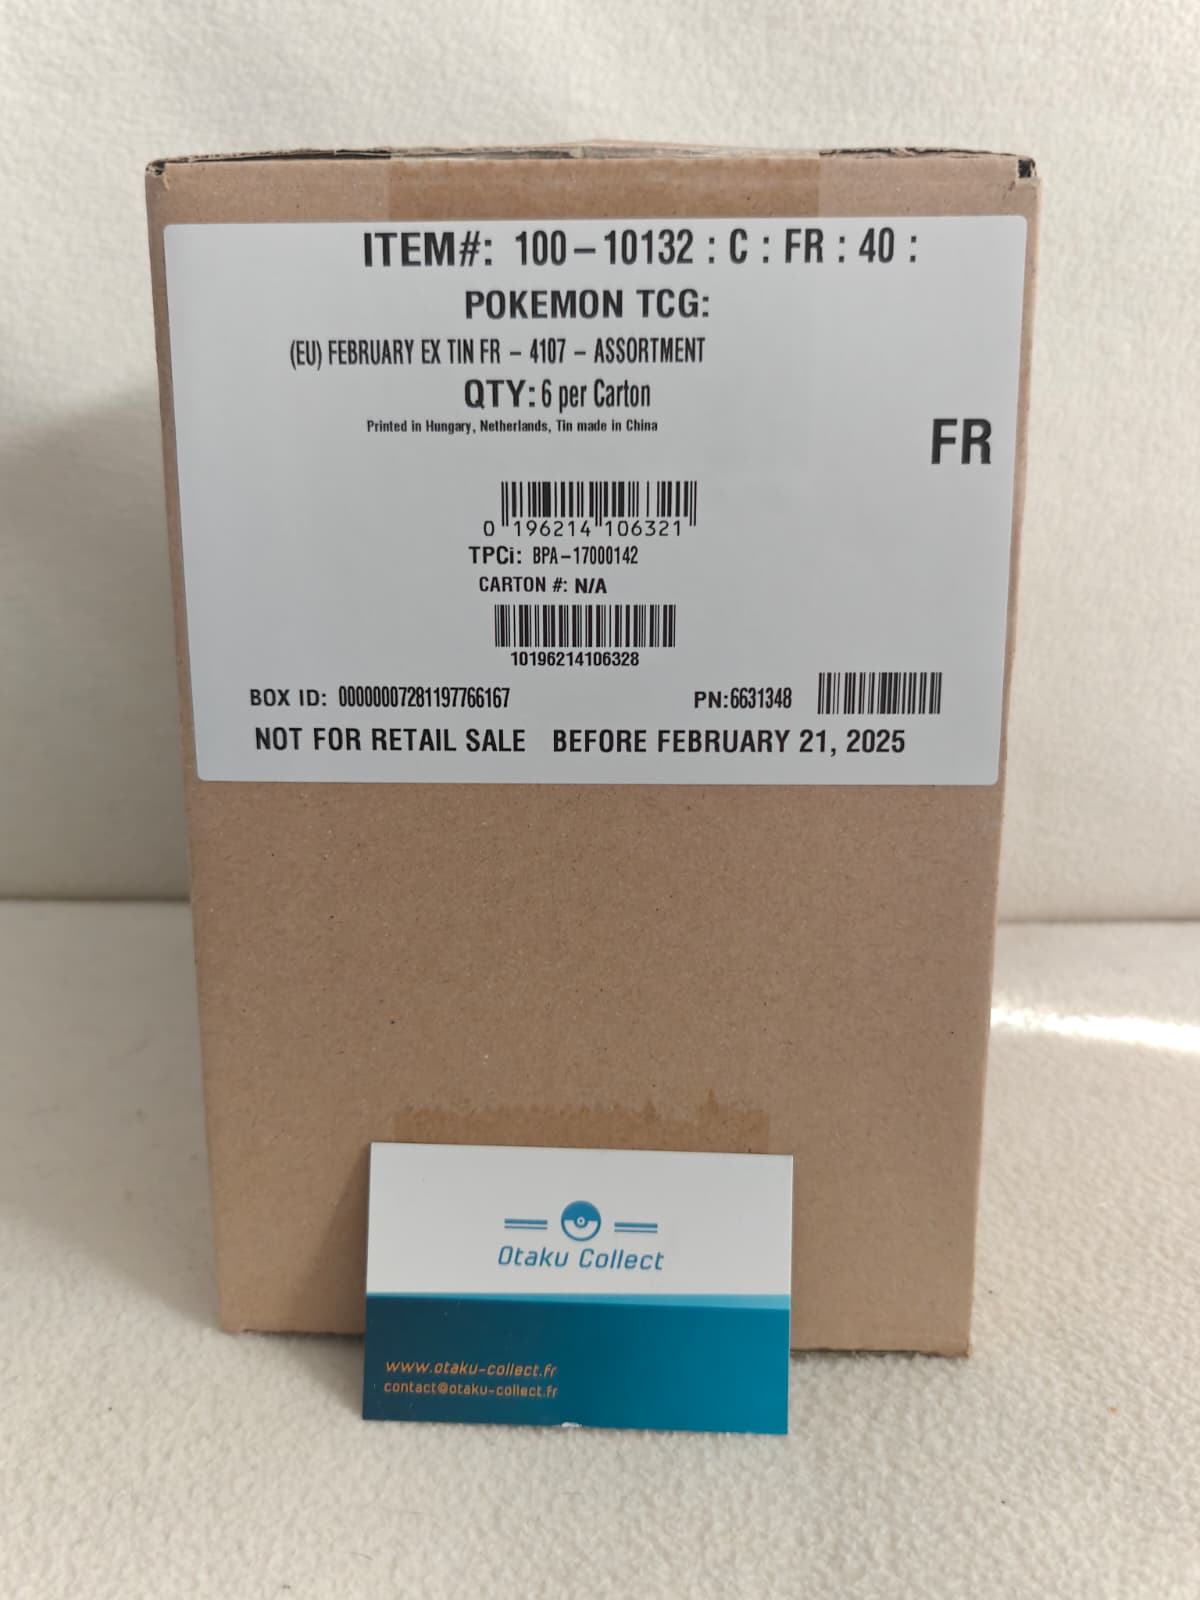 ITEM#: 100-10132 : C : FR : 40 :
POKEMON TCG:
(EU) FEBRUARY EX TIN FR - 4107 - ASSORTMENT
QTY: 6 per Carton
Printed in Hungary, Netherlands, Tin made in China
FR
0 196214 106321
TPCi: BPA-17000142
CARTON #: N/A
10196214106328
BOX ID: 00000007281197766167 PN:6631348
NOT FOR RETAIL SALE BEFORE FEBRUARY 21, 2025
Otaku Collect
www.otaku-collect.fr
contact@otaku-collect.fr